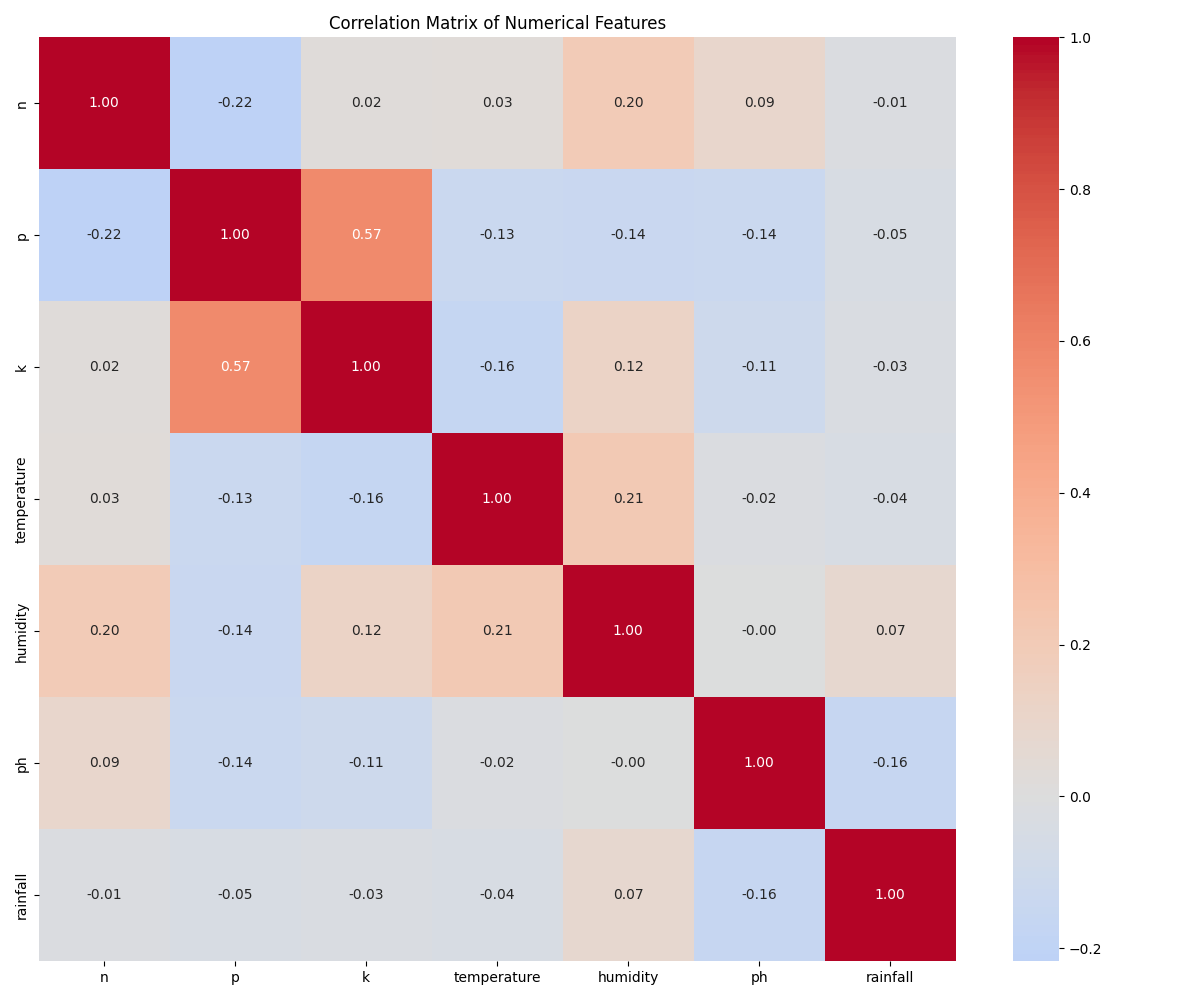 Correlation Matrix of Numerical Features
n 1.00 -0.22 0.02 0.03 0.20 0.09 -0.01
p -0.22 1.00 0.57 -0.13 -0.14 -0.14 -0.05
k 0.02 0.57 1.00 -0.16 0.12 -0.11 -0.03
temperature 0.03 -0.13 -0.16 1.00 0.21 -0.02 -0.04
humidity 0.20 -0.14 0.12 0.21 1.00 -0.00 0.07
ph 0.09 -0.14 -0.11 -0.02 -0.00 1.00 -0.16
rainfall -0.01 -0.05 -0.03 -0.04 0.07 -0.16 1.00
n p k temperature humidity ph rainfall
1.0
0.8
0.6
0.4
0.2
0.0
−0.2